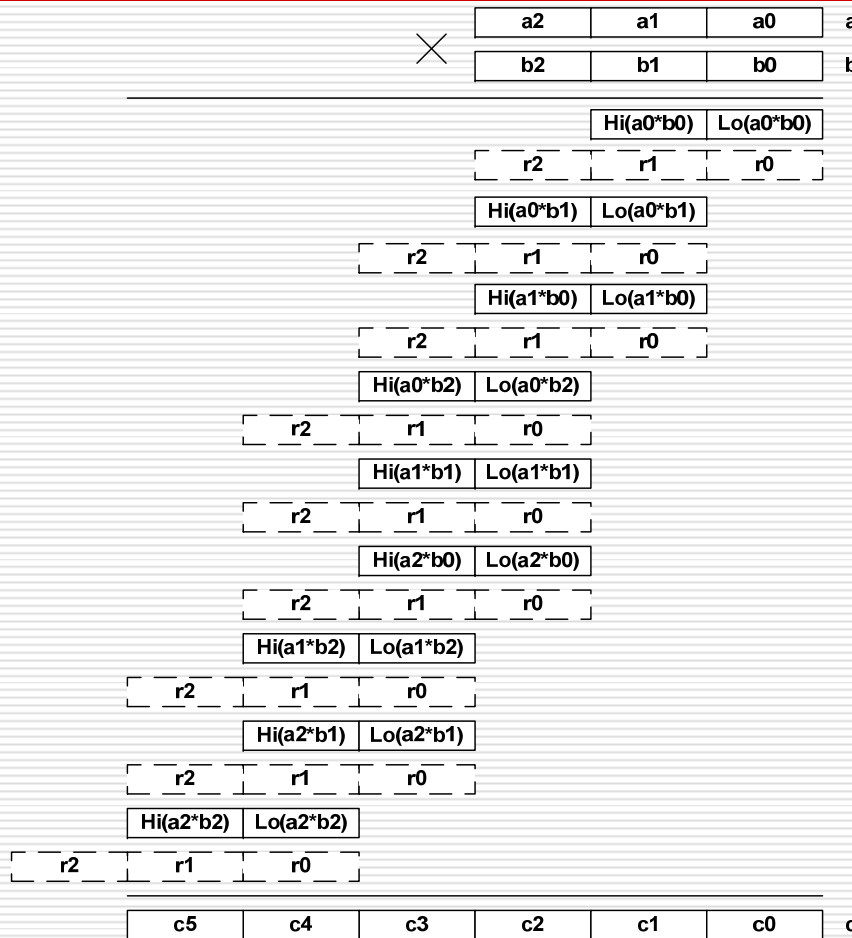 a2 a1 a0 a
b2 b1 b0 b
Hi(a0*b0) Lo(a0*b0)
r2 r1 r0
Hi(a0*b1) Lo(a0*b1)
r2 r1 r0
Hi(a1*b0) Lo(a1*b0)
r2 r1 r0
Hi(a0*b2) Lo(a0*b2)
r2 r1 r0
Hi(a1*b1) Lo(a1*b1)
r2 r1 r0
Hi(a2*b0) Lo(a2*b0)
r2 r1 r0
Hi(a1*b2) Lo(a1*b2)
r2 r1 r0
Hi(a2*b1) Lo(a2*b1)
r2 r1 r0
Hi(a2*b2) Lo(a2*b2)
r2 r1 r0
c5 c4 c3 c2 c1 c0 c